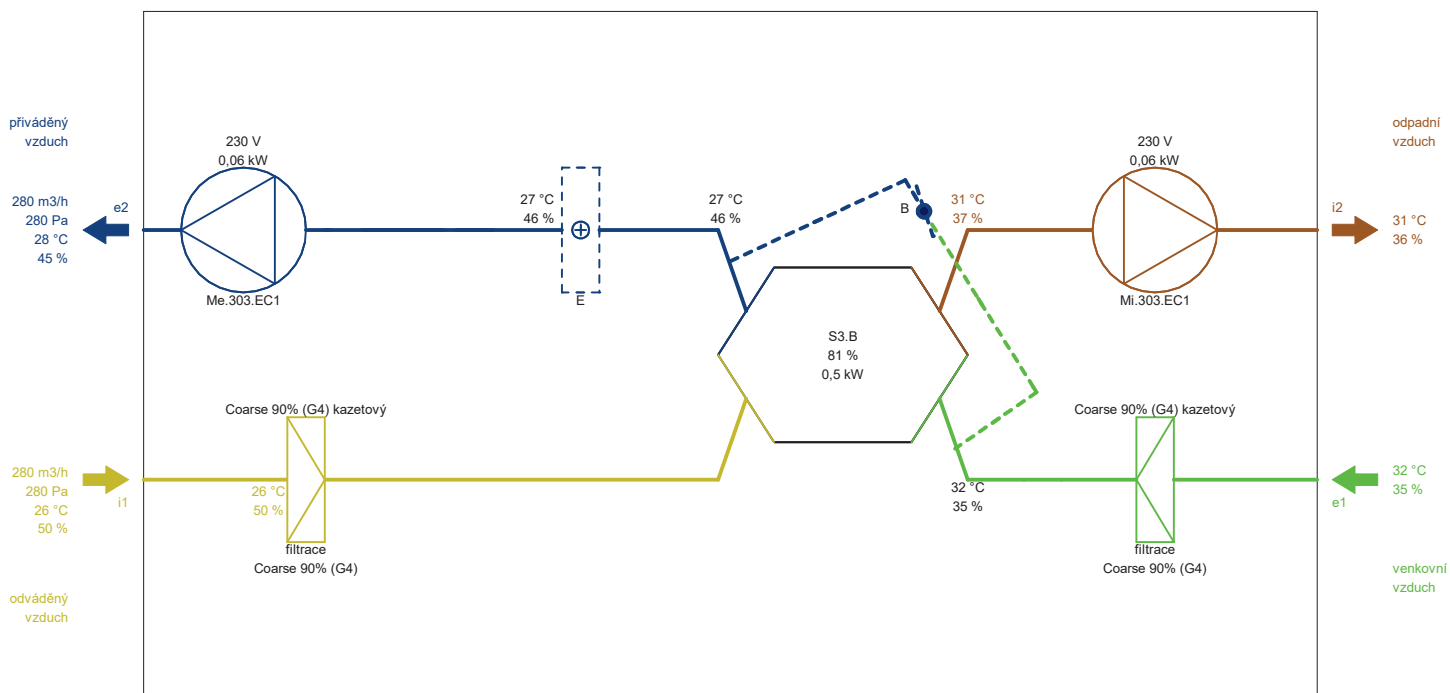 přiváděný
vzduch
230 V
0,06 kW
230 V
0,06 kW
odpadní
vzduch
280 m3/h
280 Pa
28 °C
45 %
e2
27 °C
46 %
27 °C
46 %
B
31 °C
37 %
i2
31 °C
36 %
Me.303.EC1
E
Mi.303.EC1
S3.B
81 %
0,5 kW
Coarse 90% (G4) kazetový
Coarse 90% (G4) kazetový
280 m3/h
280 Pa
26 °C
50 %
i1
26 °C
50 %
32 °C
35 %
32 °C
35 %
e1
filtrace
Coarse 90% (G4)
filtrace
Coarse 90% (G4)
odváděný
vzduch
venkovní
vzduch